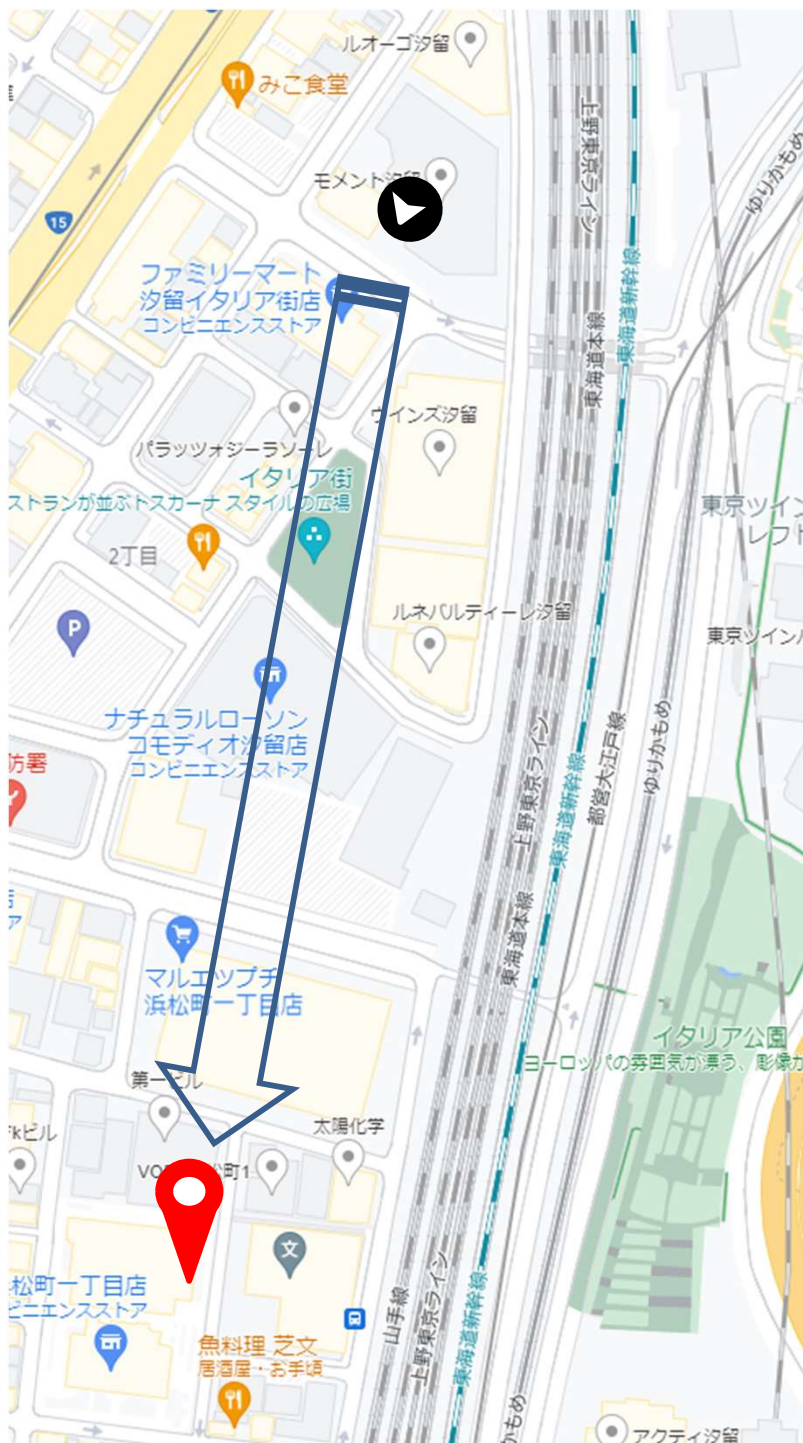 ルオーゴ汐留
みこ食堂
上野東京ライン
ゆりかもめ
モメント汐留
15
ファミリーマート
汐留イタリア街店
コンビニエンスストア
東海道新幹線
東海道本線
東海道新幹線
パラッツォジーラソーレ
ウインズ汐留
イタリア街
ストランが並ぶトスカーナ スタイルの広場
2丁目
東京ツイン
レフト
P
ルネパルティーレ汐留
東京ツインパ
ナチュラルローソン
コモディオ汐留店
コンビニエンスストア
防署
上野東京ライン
東海道新幹線
都営大江戸線
ゆりかもめ
東海道本線
ア
マルエツプチ
浜松町一丁目店
イタリア公園
ヨーロッパの雰囲気が漂う、彫像が
第一ビル
太陽化学
Fkビル
町1
文
松町一丁目店
ビニエンスストア
山手線
上野東京ライン
東海道新幹線
魚料理 芝文
居酒屋・お手頃
かもめ
アクティ汐留